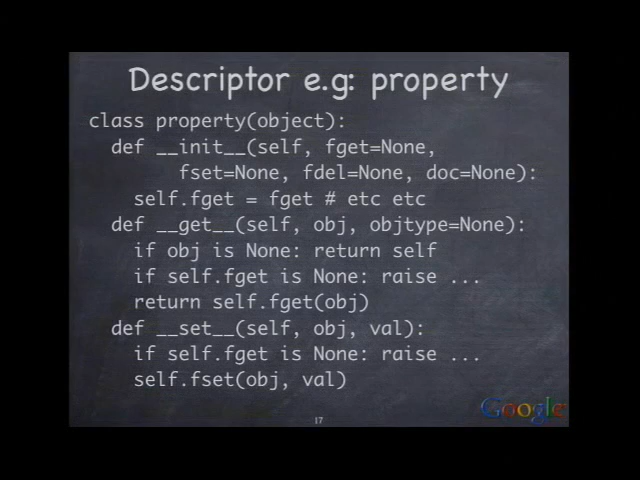 Descriptor e.g: property
class property(object):
def __init__(self, fget=None,
fset=None, fdel=None, doc=None):
self.fget = fget # etc etc
def __get__(self, obj, objtype=None):
if obj is None: return self
if self.fget is None: raise ...
return self.fget(obj)
def __set__(self, obj, val):
if self.fget is None: raise ...
self.fset(obj, val)
Google
17